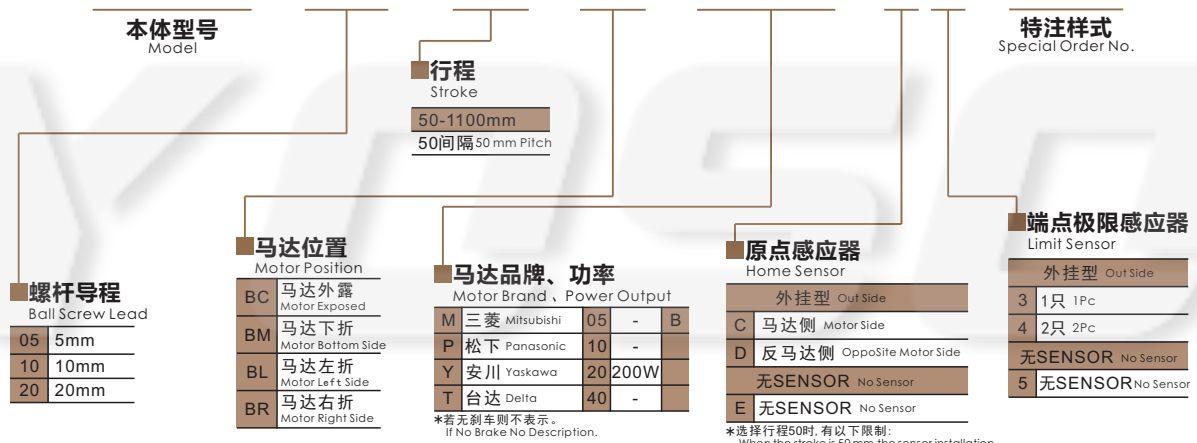 本体型号
Model
特注样式
Special Order No.
行程
Stroke
50-1100mm
50间隔 50 mm Pitch
螺杆导程
Ball Screw Lead
05 5mm
10 10mm
20 20mm
马达位置
Motor Position
BC 马达外露
Motor Exposed
BM 马达下折
Motor Bottom Side
BL 马达左折
Motor Left Side
BR 马达右折
Motor Right Side
马达品牌、功率
Motor Brand 、Power Output
M 三菱 Mitsubishi 05 - B
P 松下 Panasonic 10 -
Y 安川 Yaskawa 20 200W
T 台达 Delta 40 -
*若无刹车则不表示。
If No Brake No Description.
原点感应器
Home Sensor
外挂型 Out Side
C 马达侧 Motor Side
D 反马达侧 OppoSite Motor Side
无SENSOR No Sensor
E 无SENSOR No Sensor
*选择行程50时, 有以下限制:
When the stroke is 50 mm, the sensor installation
端点极限感应器
Limit Sensor
外挂型 Out Side
3 1只 1Pc
4 2只 2Pc
无SENSOR No Sensor
5 无SENSOR No Sensor